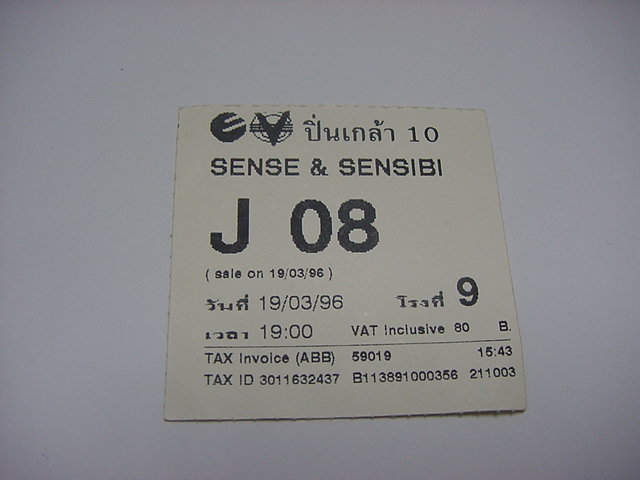 EV ปิ่นเกล้า 10
SENSE & SENSIBI
J 08
( sale on 19/03/96 )
วันที่ 19/03/96 โรงที่ 9
เวลา 19:00 VAT Inclusive 80 B.
TAX Invoice (ABB) 59019 15:43
TAX ID 3011632437 B113891000356 211003